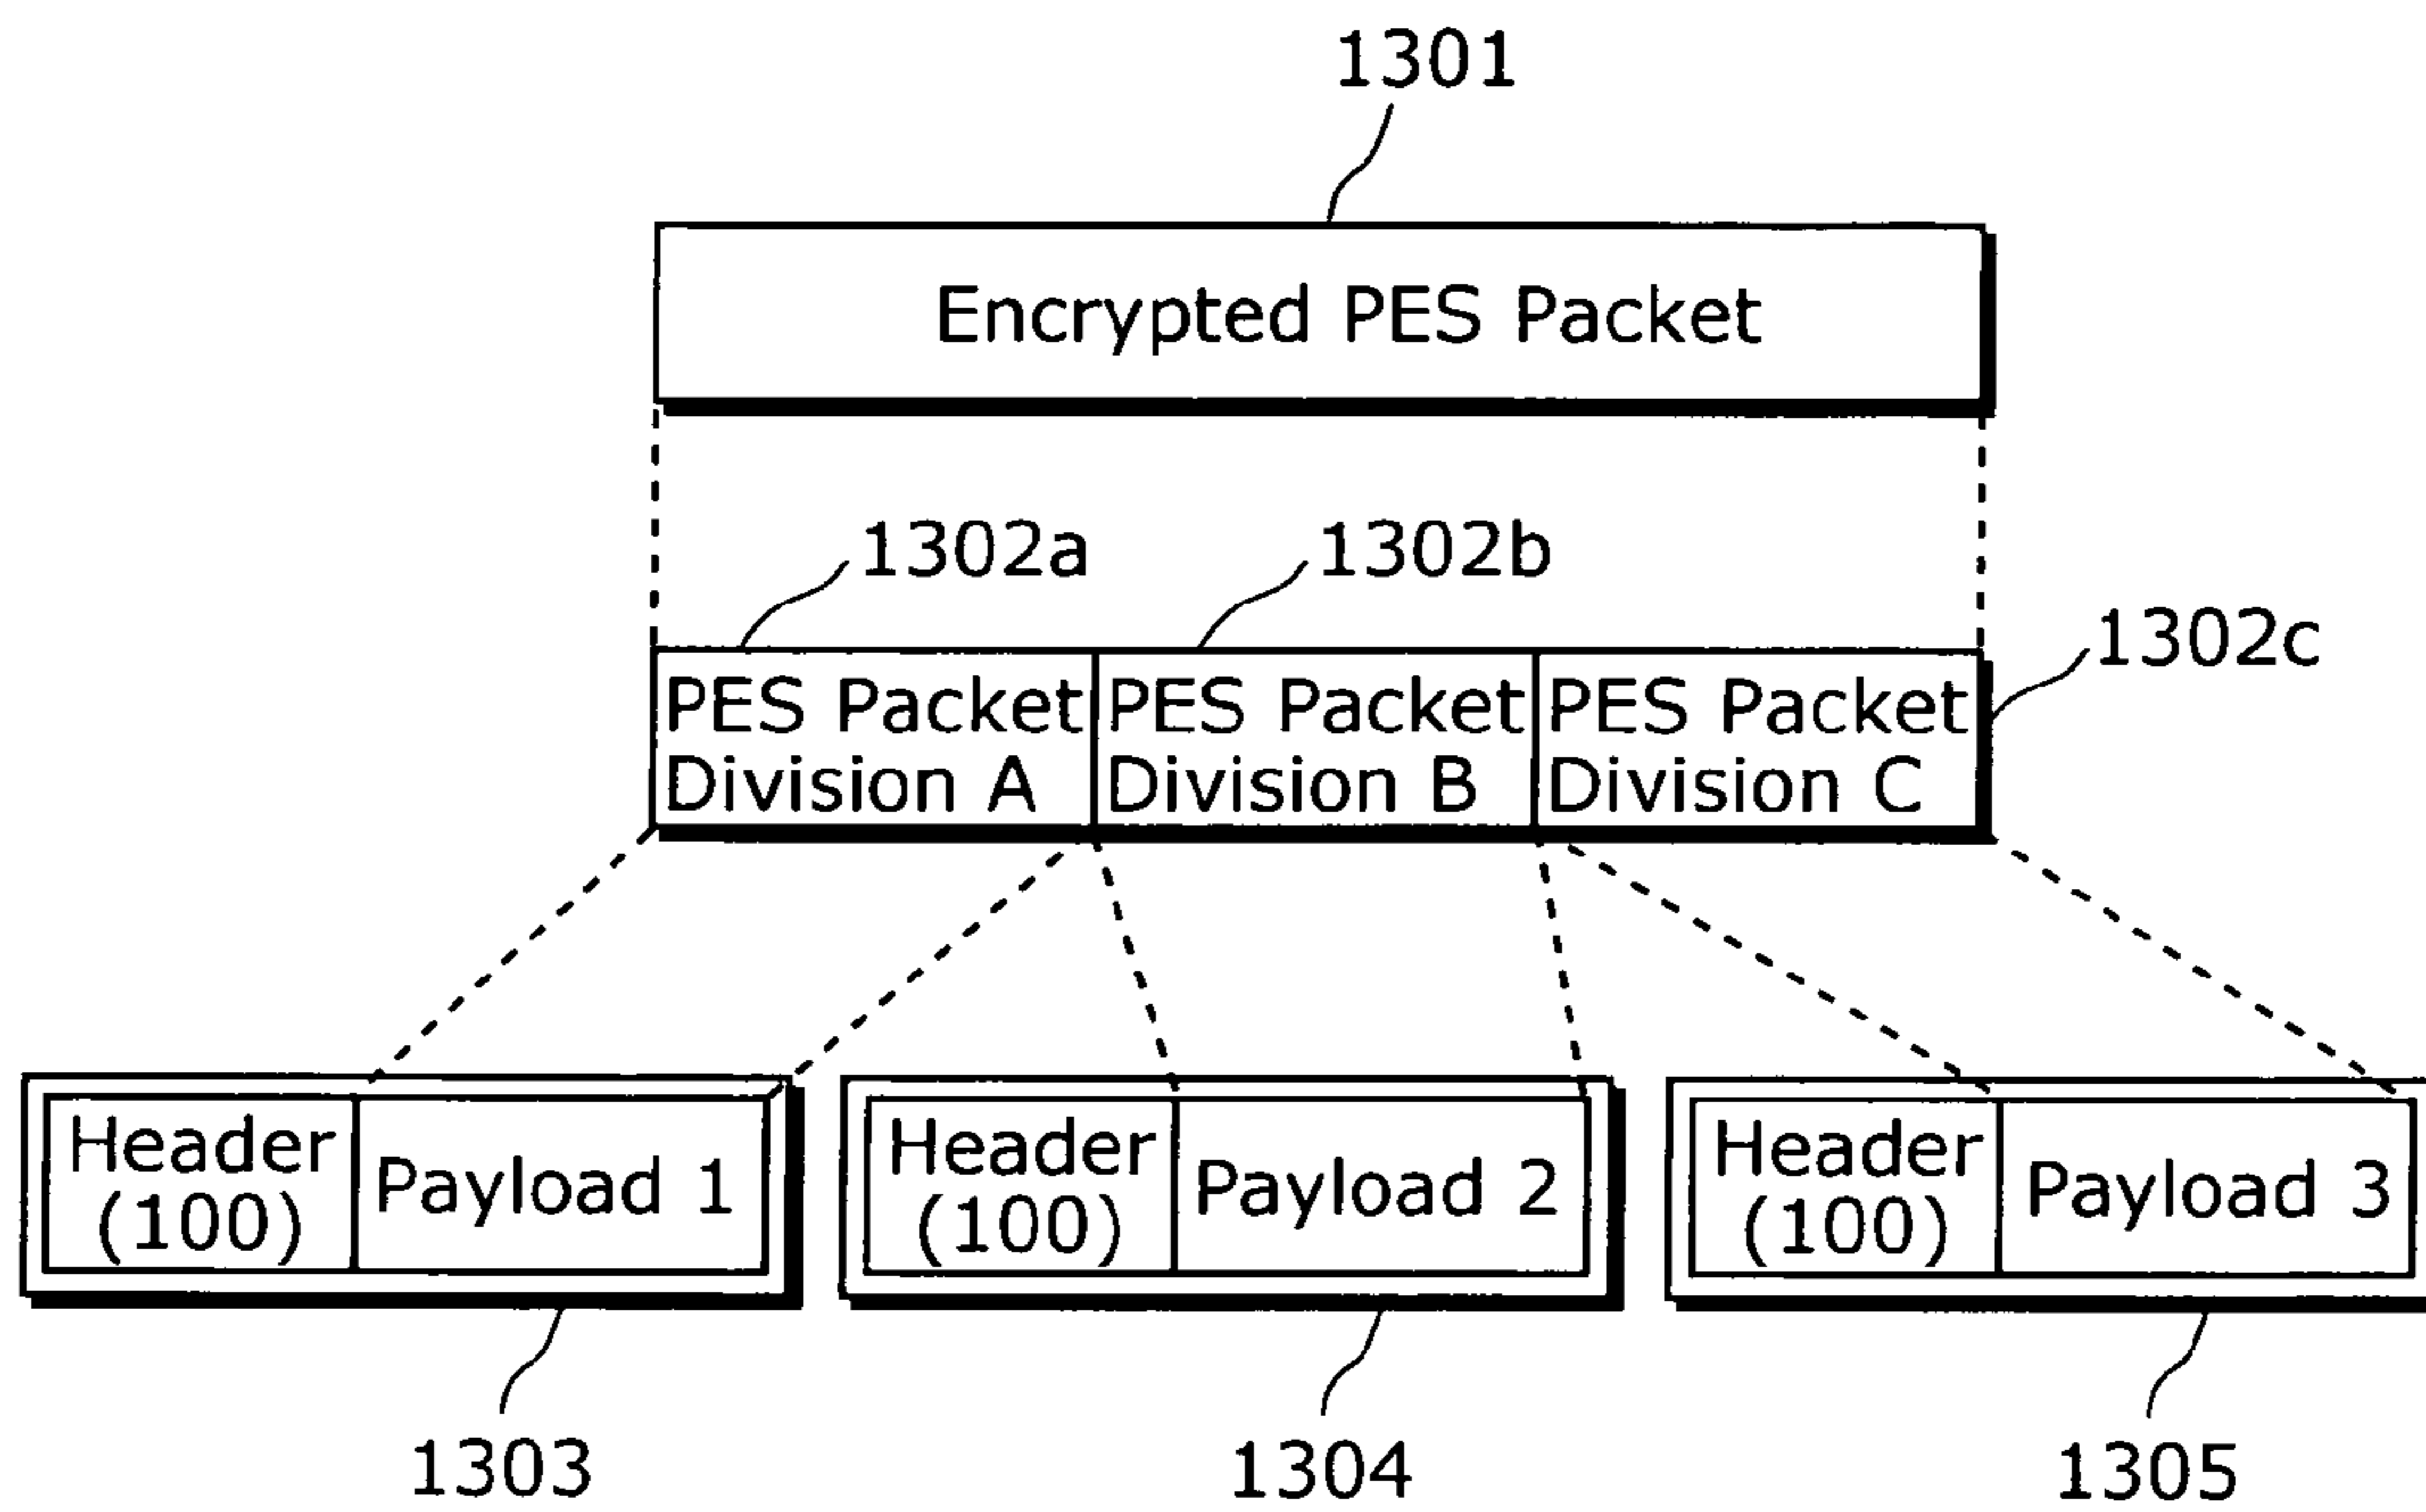 1301
Encrypted PES Packet
1302a
1302b
1302c
PES Packet
Division A
PES Packet
Division B
PES Packet
Division C
Header
(100)
Payload 1
Header
(100)
Payload 2
Header
(100)
Payload 3
1303
1304
1305